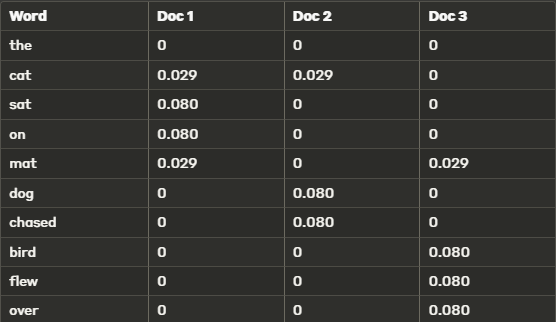 Word Doc 1 Doc 2 Doc 3
the 0 0 0
cat 0.029 0.029 0
sat 0.080 0 0
on 0.080 0 0
mat 0.029 0 0.029
dog 0 0.080 0
chased 0 0.080 0
bird 0 0 0.080
flew 0 0 0.080
over 0 0 0.080